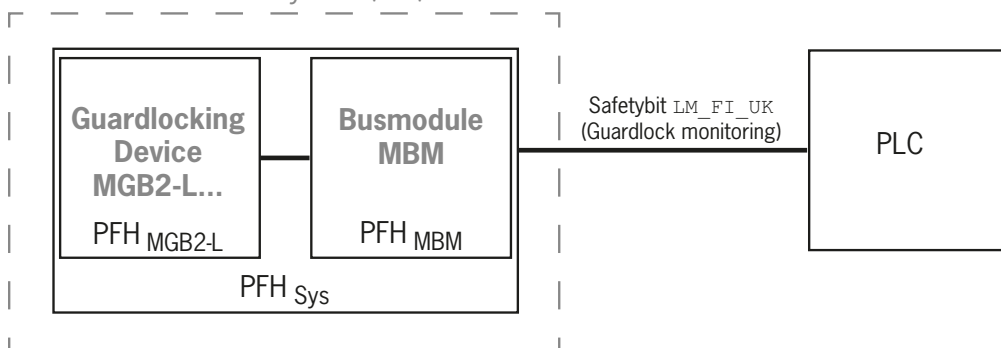 Guardlocking
Device
MGB2-L...
PFH MGB2-L
Busmodule
MBM
PFH MBM
PFH Sys
Safetybit LM_FI_UK
(Guardlock monitoring)
PLC